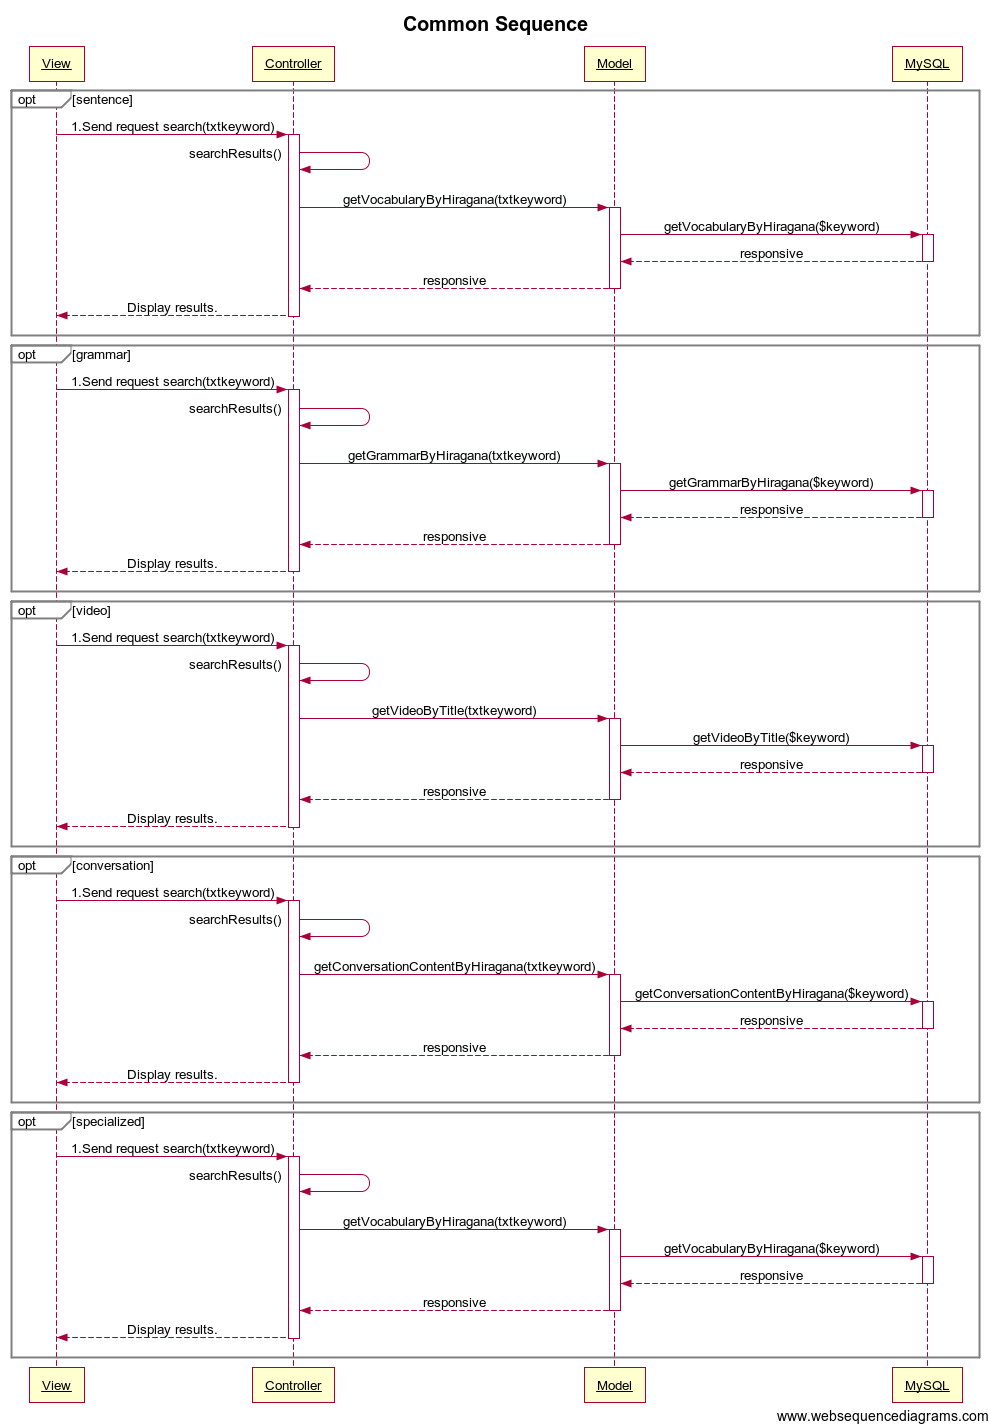 Common Sequence
View Controller Model MySQL
opt [sentence]
1.Send request search(txtkeyword)
searchResults()
getVocabularyByHiragana(txtkeyword)
getVocabularyByHiragana($keyword)
responsive
responsive
Display results.
opt [grammar]
1.Send request search(txtkeyword)
searchResults()
getGrammarByHiragana(txtkeyword)
getGrammarByHiragana($keyword)
responsive
responsive
Display results.
opt [video]
1.Send request search(txtkeyword)
searchResults()
getVideoByTitle(txtkeyword)
getVideoByTitle($keyword)
responsive
responsive
Display results.
opt [conversation]
1.Send request search(txtkeyword)
searchResults()
getConversationContentByHiragana(txtkeyword)
getConversationContentByHiragana($keyword)
responsive
responsive
Display results.
opt [specialized]
1.Send request search(txtkeyword)
searchResults()
getVocabularyByHiragana(txtkeyword)
getVocabularyByHiragana($keyword)
responsive
responsive
Display results.
View Controller Model MySQL
www.websequencediagrams.com